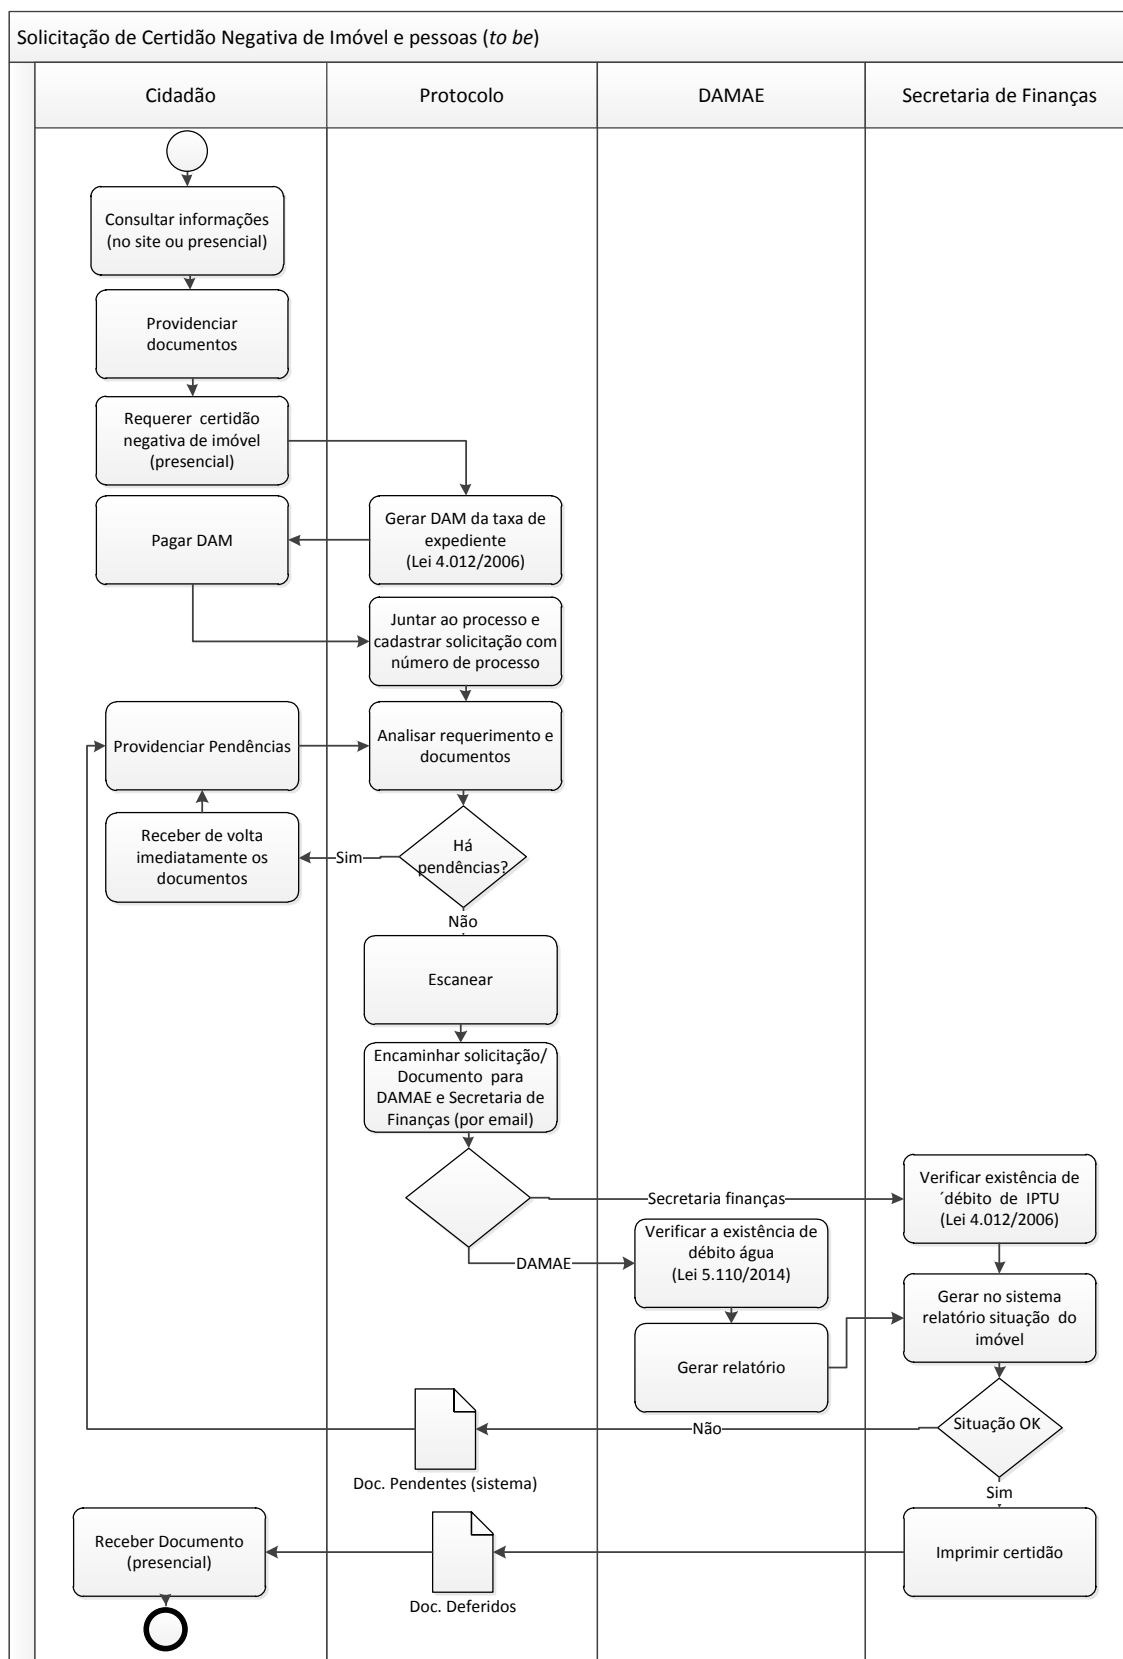 Solicitação de Certidão Negativa de Imóvel e pessoas (to be)
Cidadão
Protocolo
DAMAE
Secretaria de Finanças
Consultar informações
(no site ou presencial)
Providenciar
documentos
Requerer certidão
negativa de imóvel
(presencial)
Pagar DAM
Gerar DAM da taxa de
expediente
(Lei 4.012/2006)
Juntar ao processo e
cadastrar solicitação com
número de processo
Providenciar Pendências
Analisar requerimento e
documentos
Receber de volta
imediatamente os
documentos
Sim
Há
pendências?
Não
Escanear
Encaminhar solicitação/
Documento para
DAMAE e Secretaria de
Finanças (por email)
Secretaria finanças
Verificar existência de
´débito de IPTU
(Lei 4.012/2006)
DAMAE
Verificar a existência de
débito água
(Lei 5.110/2014)
Gerar no sistema
relatório situação do
imóvel
Gerar relatório
Situação OK
Não
Doc. Pendentes (sistema)
Sim
Receber Documento
(presencial)
Imprimir certidão
Doc. Deferidos